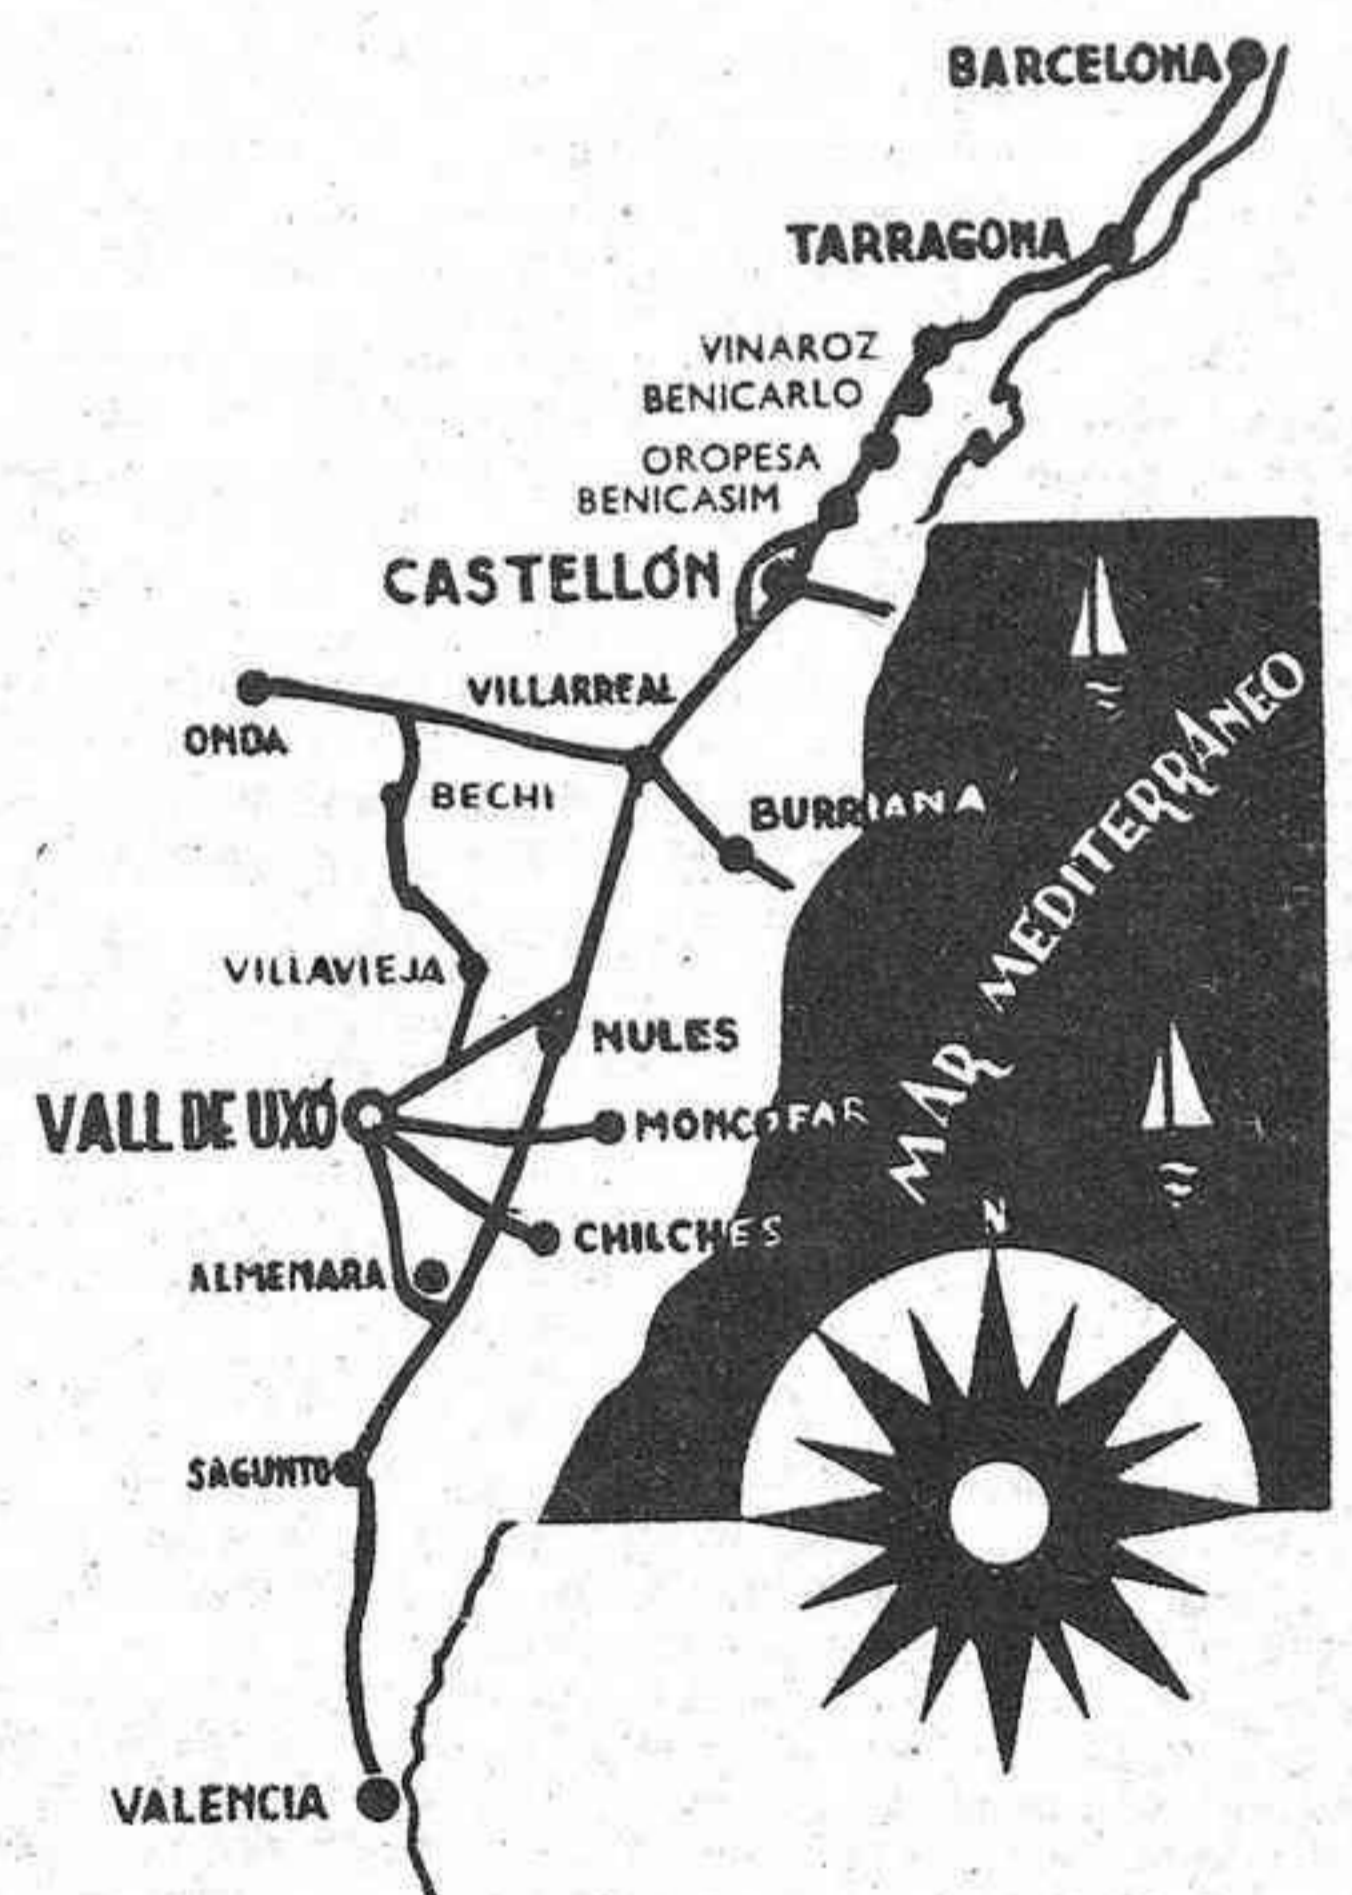 BARCELONA
TARRAGONA
VINAROZ
BENICARLO
OROPESA
BENICASIM
CASTELLÓN
VILLARREAL
ONDA
BECHI
BURRIANA
MAR MEDITERRANEO
VILLAVIEJA
NULES
VALL DE UXÓ
MONCOFAR
N
CHILCHES
ALMENARA
SAGUNTO
VALENCIA